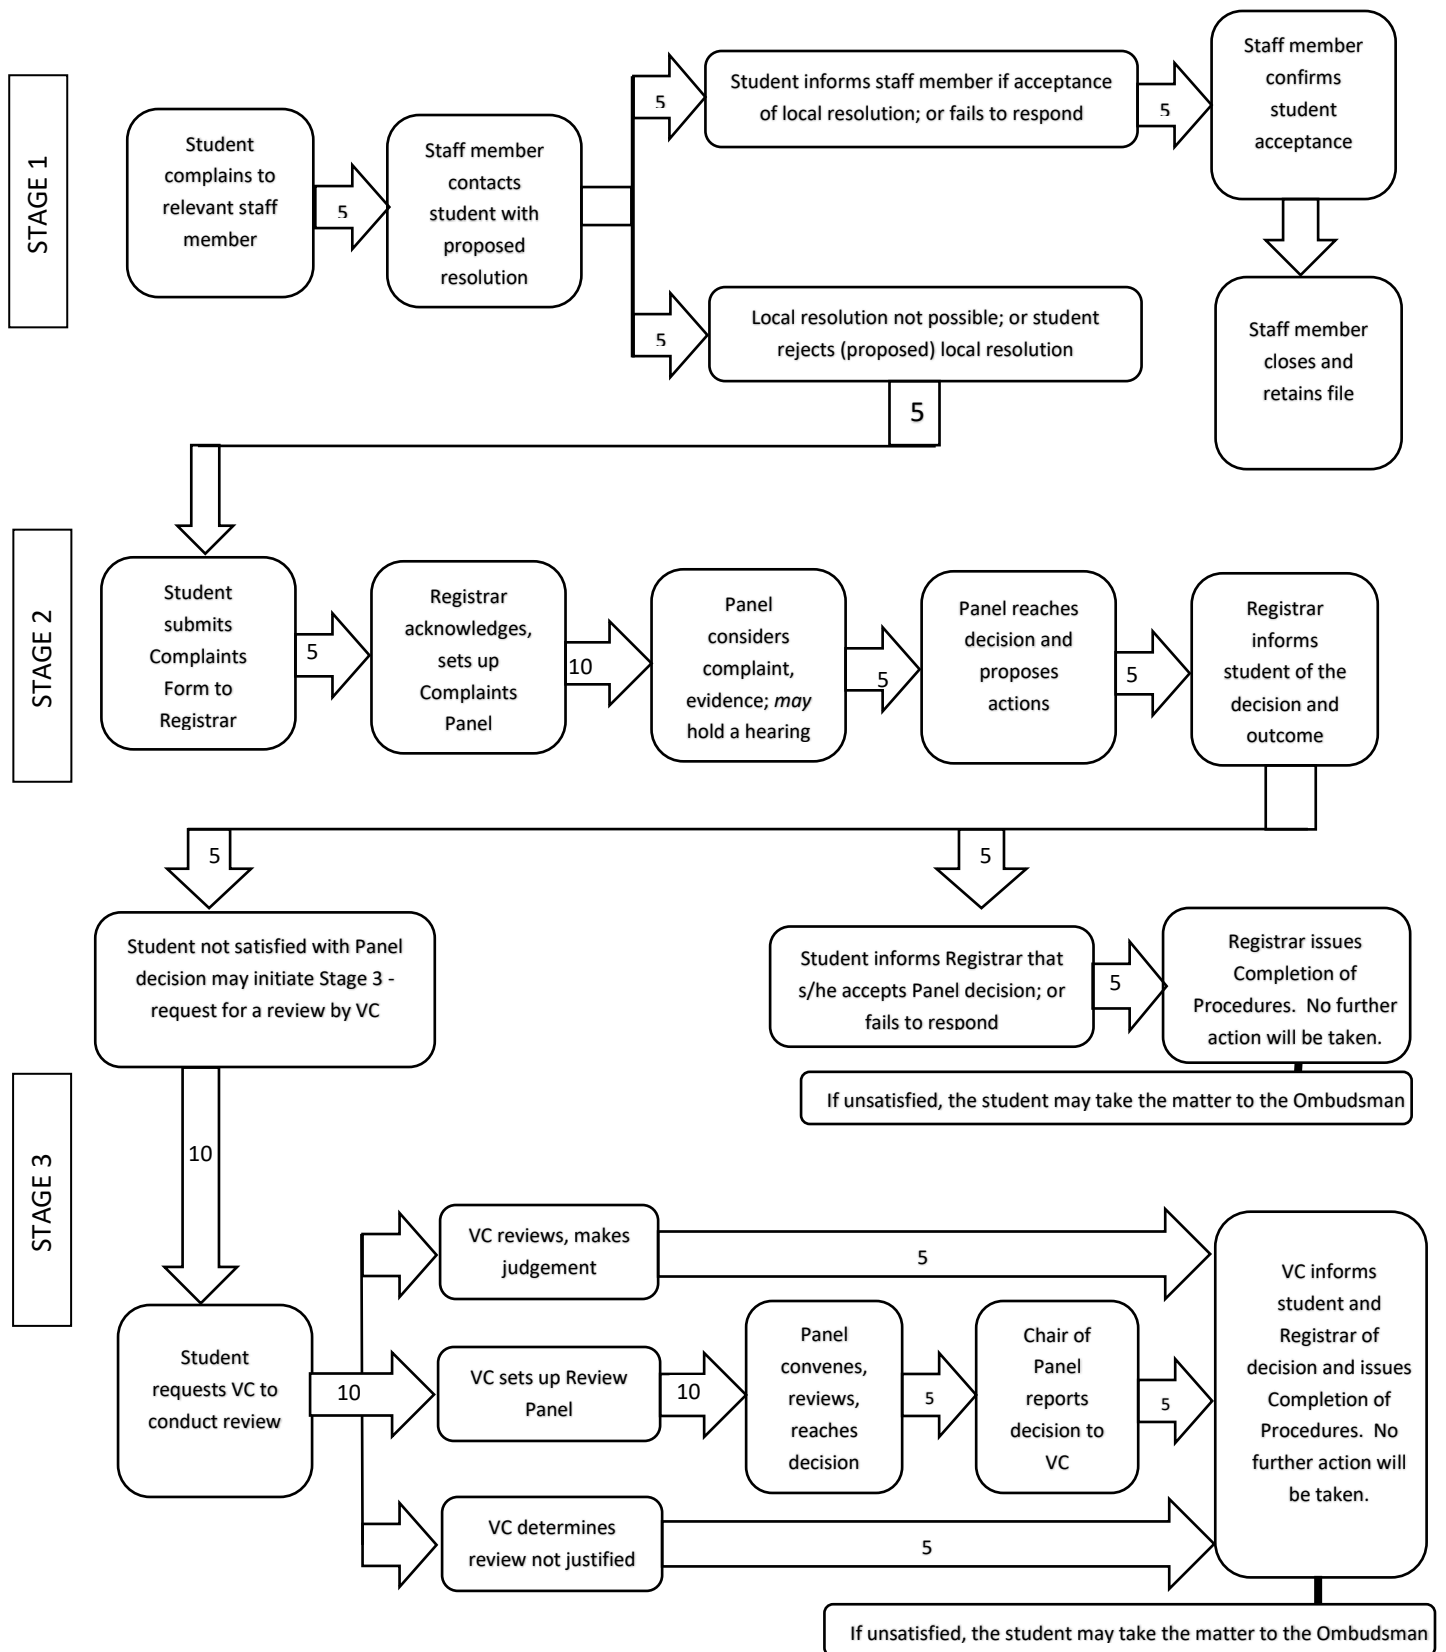 STAGE 1
Student
complains to
relevant staff
member
5
Staff member
contacts
student with
proposed
resolution
5
Student informs staff member if acceptance
of local resolution; or fails to respond
5
Staff member
confirms
student
acceptance
5
Local resolution not possible; or student
rejects (proposed) local resolution
Staff member
closes and
retains file
5
STAGE 2
Student
submits
Complaints
Form to
Registrar
5
Registrar
acknowledges,
sets up
Complaints
Panel
10
Panel
considers
complaint,
evidence; may
hold a hearing
5
Panel reaches
decision and
proposes
actions
5
Registrar
informs
student of the
decision and
outcome
5
5
Student not satisfied with Panel
decision may initiate Stage 3 -
request for a review by VC
Student informs Registrar that
s/he accepts Panel decision; or
fails to respond
5
Registrar issues
Completion of
Procedures. No further
action will be taken.
If unsatisfied, the student may take the matter to the Ombudsman
STAGE 3
10
Student
requests VC to
conduct review
10
VC reviews, makes
judgement
5
VC sets up Review
Panel
10
Panel
convenes,
reviews,
reaches
decision
5
Chair of
Panel
reports
decision to
VC
5
VC determines
review not justified
5
VC informs
student and
Registrar of
decision and issues
Completion of
Procedures. No
further action will
be taken.
If unsatisfied, the student may take the matter to the Ombudsman